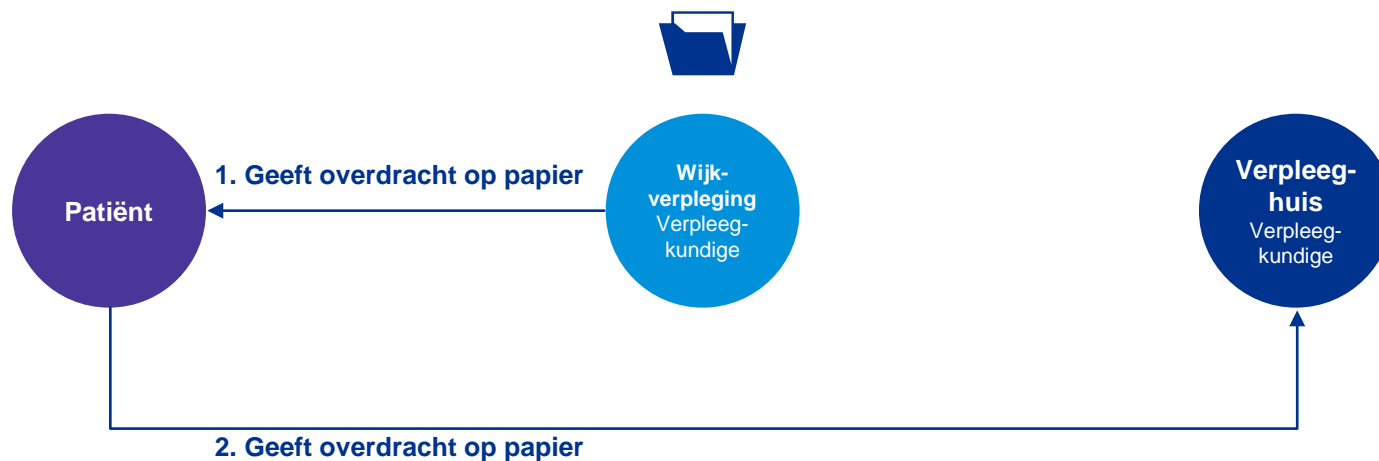 1. Geeft overdracht op papier
Patiënt
Wijk-
verpleging
Verpleeg-
kundige
Verpleeg-
huis
Verpleeg-
kundige
2. Geeft overdracht op papier